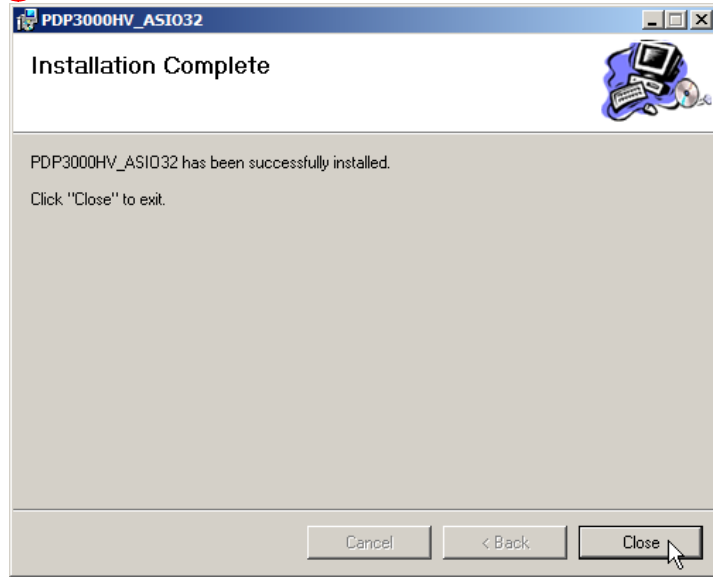 PDP3000HV_ASIO32
Installation Complete
PDP3000HV_ASIO32 has been successfully installed.
Click "Close" to exit.
Cancel
< Back
Close